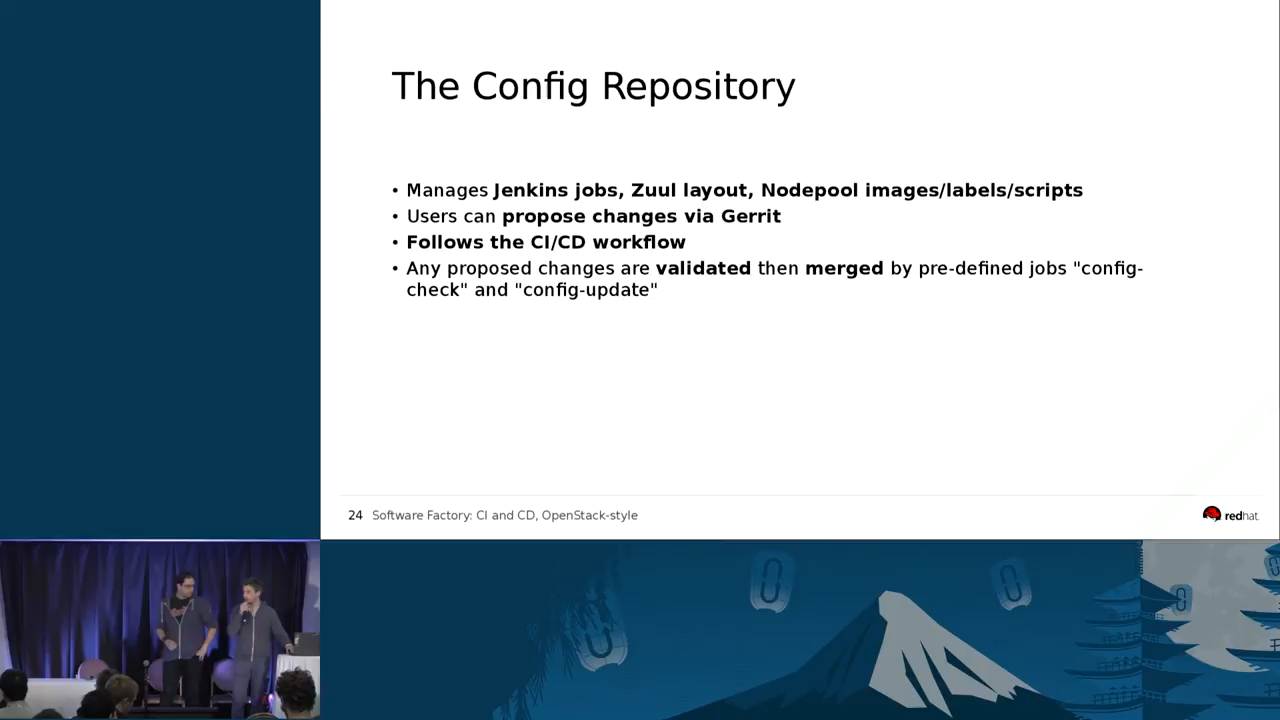 The Config Repository
• Manages Jenkins jobs, Zuul layout, Nodepool images/labels/scripts
• Users can propose changes via Gerrit
• Follows the CI/CD workflow
• Any proposed changes are validated then merged by pre-defined jobs "config-
check" and "config-update"
24 Software Factory: CI and CD, OpenStack-style
redhat